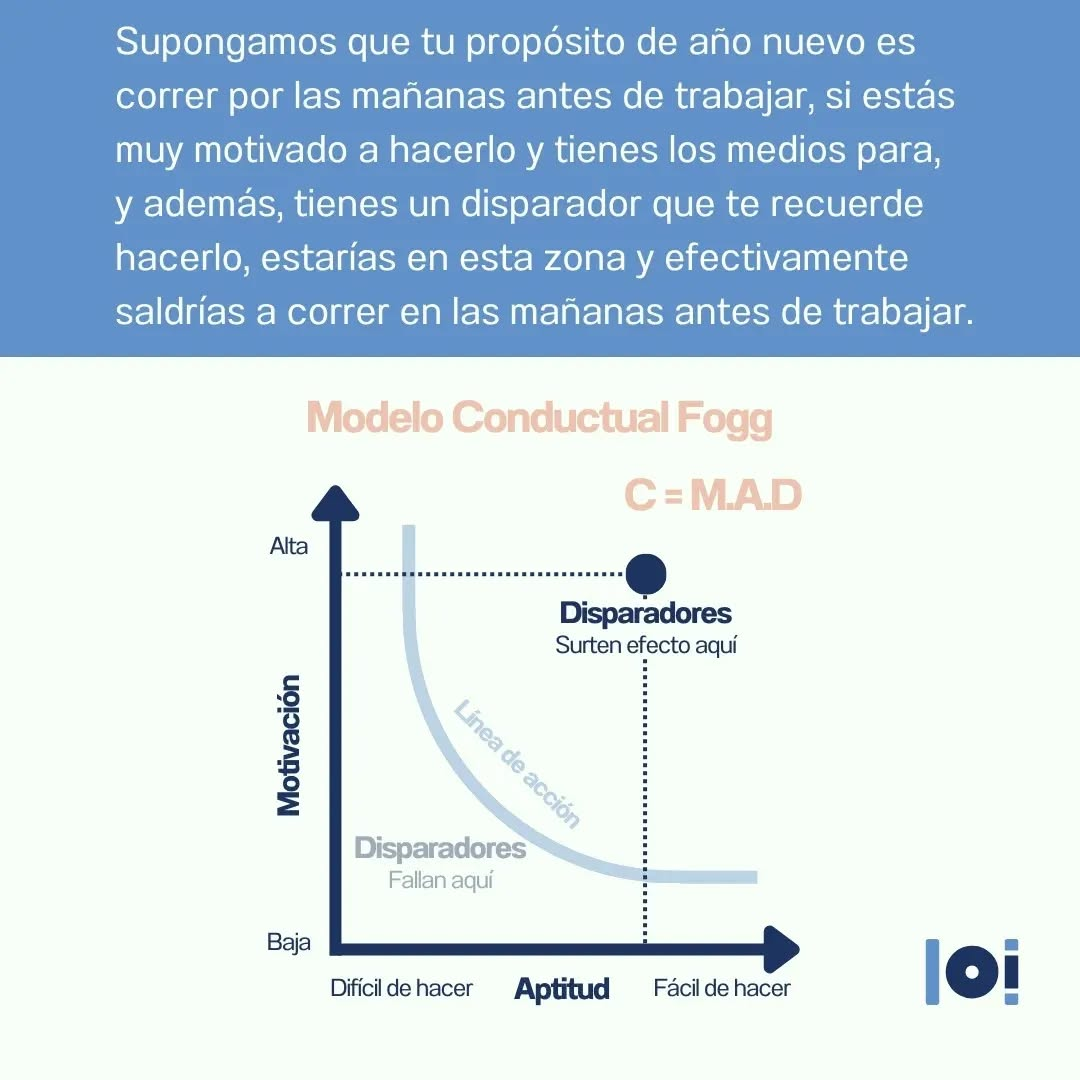 Supongamos que tu propósito de año nuevo es
correr por las mañanas antes de trabajar, si estás
muy motivado a hacerlo y tienes los medios para,
y además, tienes un disparador que te recuerde
hacerlo, estarías en esta zona y efectivamente
saldrías a correr en las mañanas antes de trabajar.
Modelo Conductual Fogg
C = M.A.D
Alta
Disparadores
Surten efecto aquí
Motivación
Línea de acción
Disparadores
Fallan aquí
Baja
Difícil de hacer
Aptitud
Fácil de hacer
loi